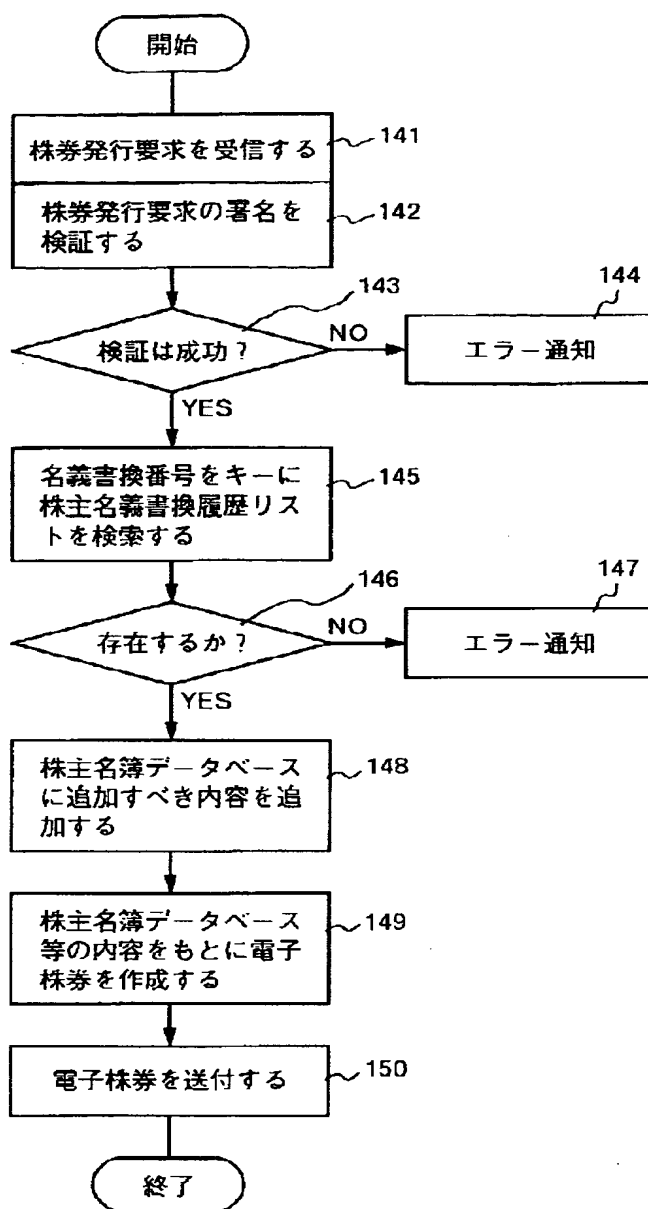 開始
株券発行要求を受信する
141
株券発行要求の署名を
検証する
142
143
検証は成功?
NO
144
エラー通知
YES
名義書換番号をキーに
株主名義書換履歴リス
トを検索する
145
146
存在するか?
NO
147
エラー通知
YES
株主名簿データベース
に追加すべき内容を追
加する
148
株主名簿データベース
等の内容をもとに電子
株券を作成する
149
電子株券を送付する
150
終了